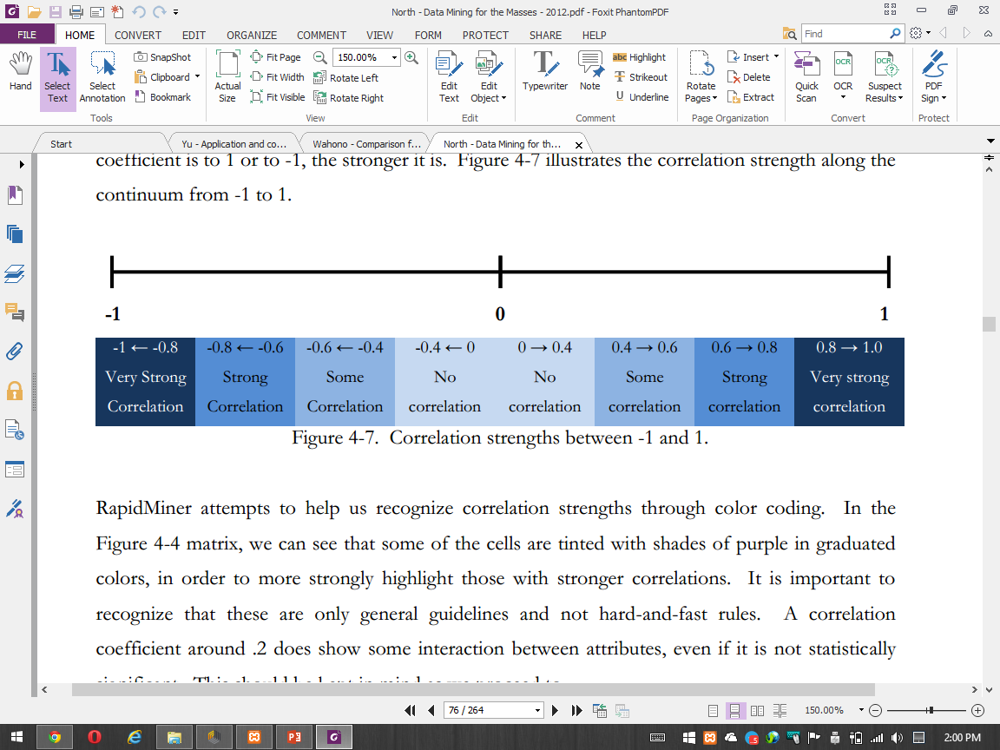 North - Data Mining for the Masses - 2012.pdf - Foxit PhantomPDF
FILE HOME CONVERT EDIT ORGANIZE COMMENT VIEW FORM PROTECT SHARE HELP Find
Hand
Select Text
Select Annotation
SnapShot
Clipboard
Bookmark
Tools
Actual Size
Fit Page
Fit Width
Fit Visible
150.00%
Rotate Left
Rotate Right
View
Edit Text
Edit Object
Edit
Typewriter
Note
abc Highlight
Strikeout
U Underline
Comment
Rotate Pages
Insert
Delete
Extract
Page Organization
Quick Scan
OCR
OCR
OCR
Suspect Results
Convert
PDF Sign
Protect
Start Yu - Application and co... Wahono - Comparison f... North - Data Mining for th...
coefficient is to 1 or to -1, the stronger it is. Figure 4-7 illustrates the correlation strength along the
continuum from -1 to 1.
-1 0 1
-1 ← -0.8 -0.8 ← -0.6 -0.6 ← -0.4 -0.4 ← 0 0 → 0.4 0.4 → 0.6 0.6 → 0.8 0.8 → 1.0
Very Strong Strong Some No No Some Strong Very strong
Correlation Correlation Correlation correlation correlation correlation correlation correlation
Figure 4-7. Correlation strengths between -1 and 1.
RapidMiner attempts to help us recognize correlation strengths through color coding. In the
Figure 4-4 matrix, we can see that some of the cells are tinted with shades of purple in graduated
colors, in order to more strongly highlight those with stronger correlations. It is important to
recognize that these are only general guidelines and not hard-and-fast rules. A correlation
coefficient around .2 does show some interaction between attributes, even if it is not statistically
76 / 264 150.00%
2:00 PM